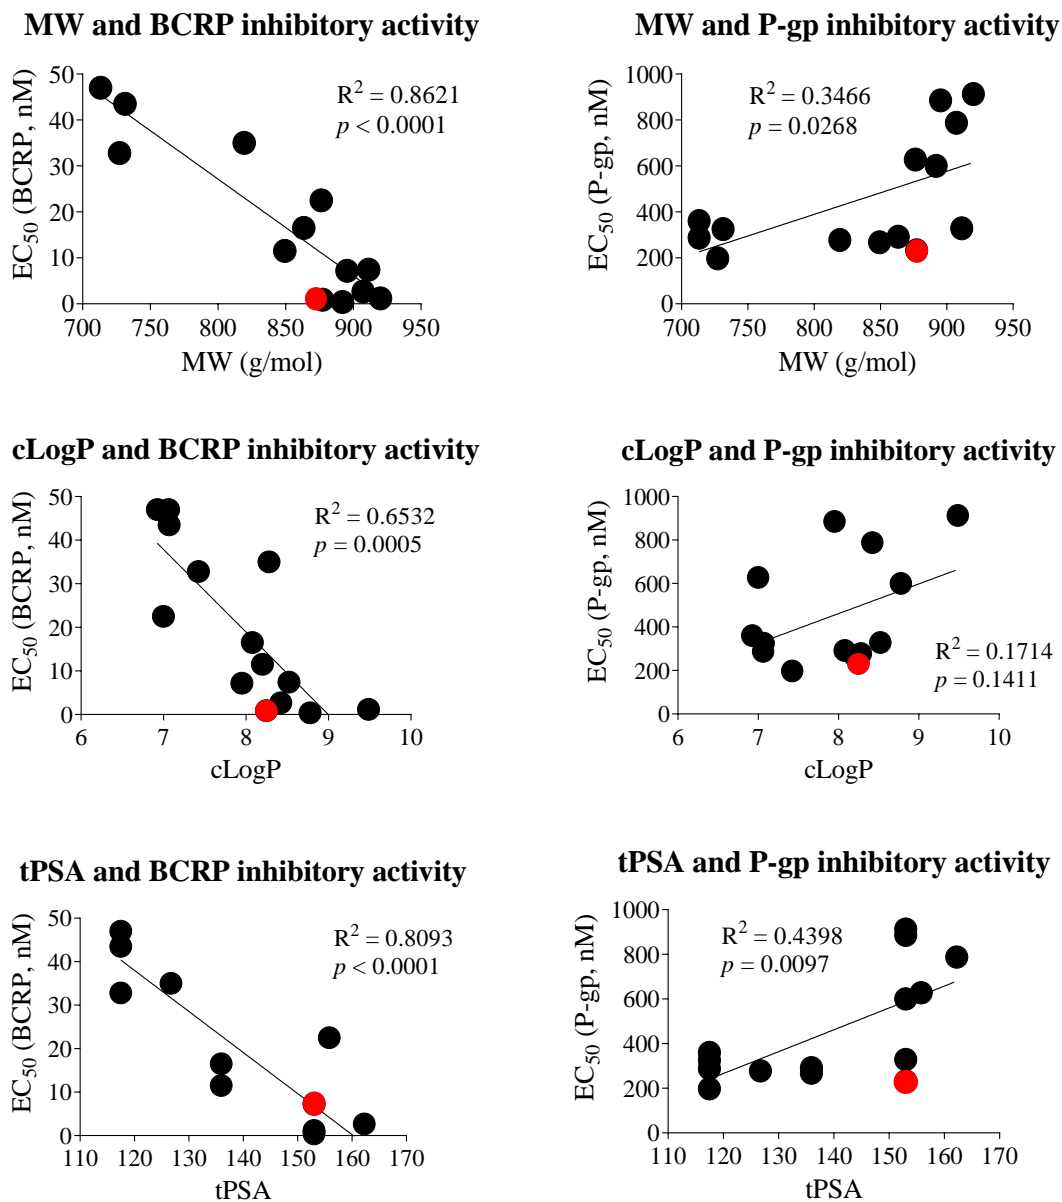 MW and BCRP inhibitory activity
EC50 (BCRP, nM)
50
40
30
20
10
0
R2 = 0.8621
p < 0.0001
700 750 800 850 900 950
MW (g/mol)
MW and P-gp inhibitory activity
EC50 (P-gp, nM)
1000
800
600
400
200
0
R2 = 0.3466
p = 0.0268
700 750 800 850 900 950
MW (g/mol)
cLogP and BCRP inhibitory activity
EC50 (BCRP, nM)
50
40
30
20
10
0
R2 = 0.6532
p = 0.0005
6 7 8 9 10
cLogP
cLogP and P-gp inhibitory activity
EC50 (P-gp, nM)
1000
800
600
400
200
0
R2 = 0.1714
p = 0.1411
6 7 8 9 10
cLogP
tPSA and BCRP inhibitory activity
EC50 (BCRP, nM)
50
40
30
20
10
0
R2 = 0.8093
p < 0.0001
110 120 130 140 150 160 170
tPSA
tPSA and P-gp inhibitory activity
EC50 (P-gp, nM)
1000
800
600
400
200
0
R2 = 0.4398
p = 0.0097
110 120 130 140 150 160 170
tPSA